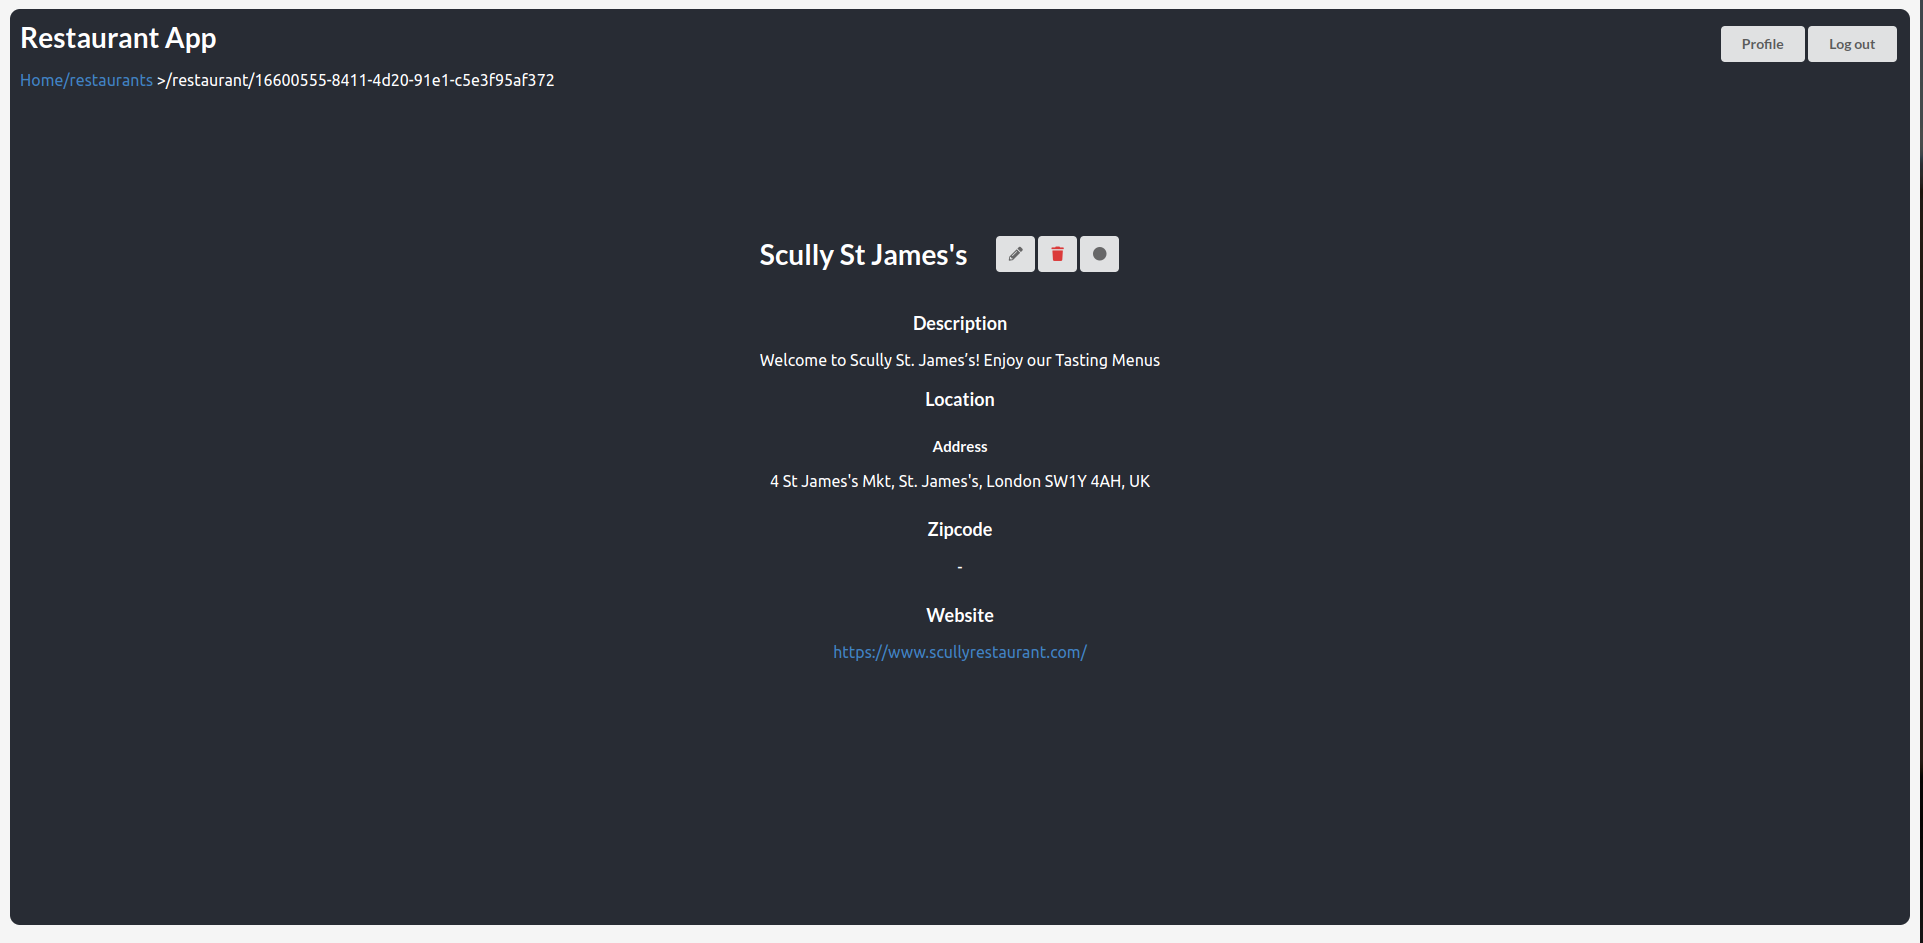 Restaurant App
Profile
Log out
Home/restaurants >/restaurant/16600555-8411-4d20-91e1-c5e3f95af372
Scully St James's
Description
Welcome to Scully St. James’s! Enjoy our Tasting Menus
Location
Address
4 St James's Mkt, St. James's, London SW1Y 4AH, UK
Zipcode
-
Website
https://www.scullyrestaurant.com/